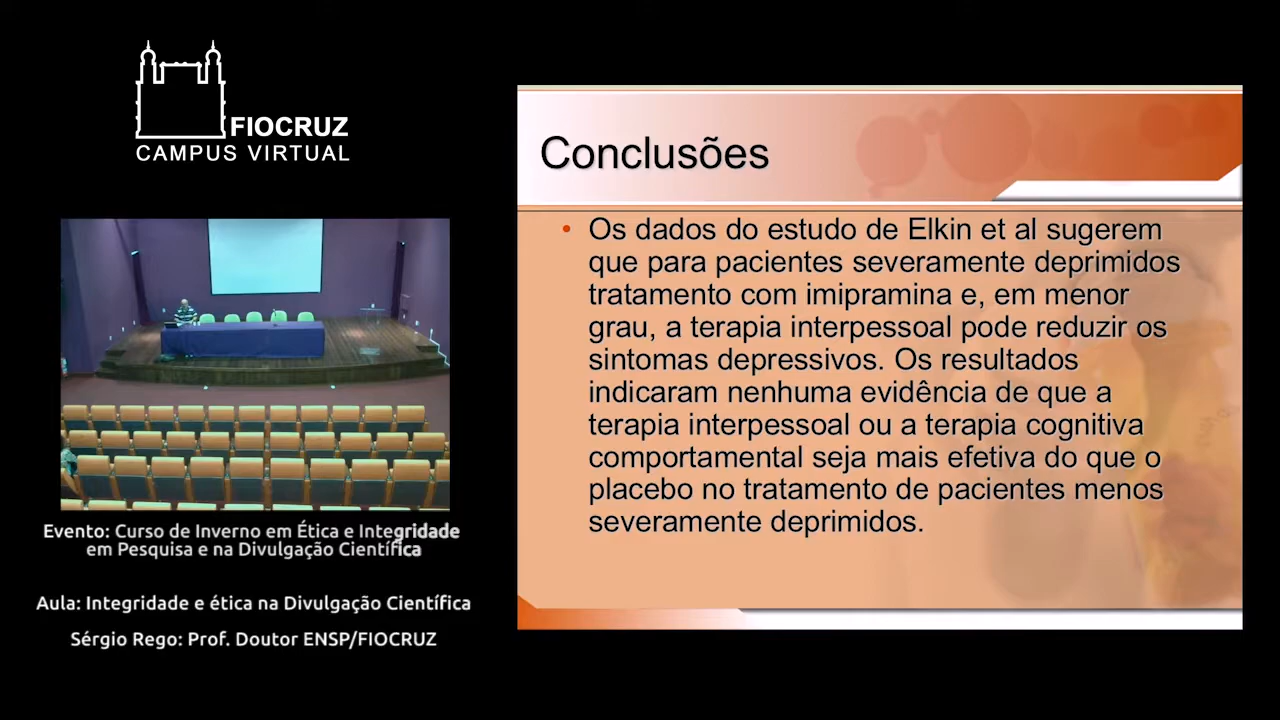 FIOCRUZ
CAMPUS VIRTUAL
Evento: Curso de Inverno em Ética e Integridade
em Pesquisa e na Divulgação Científica
Aula: Integridade e ética na Divulgação Científica
Sérgio Rego: Prof. Doutor ENSP/FIOCRUZ
Conclusões
• Os dados do estudo de Elkin et al sugerem
que para pacientes severamente deprimidos
tratamento com imipramina e, em menor
grau, a terapia interpessoal pode reduzir os
sintomas depressivos. Os resultados
indicaram nenhuma evidência de que a
terapia interpessoal ou a terapia cognitiva
comportamental seja mais efetiva do que o
placebo no tratamento de pacientes menos
severamente deprimidos.